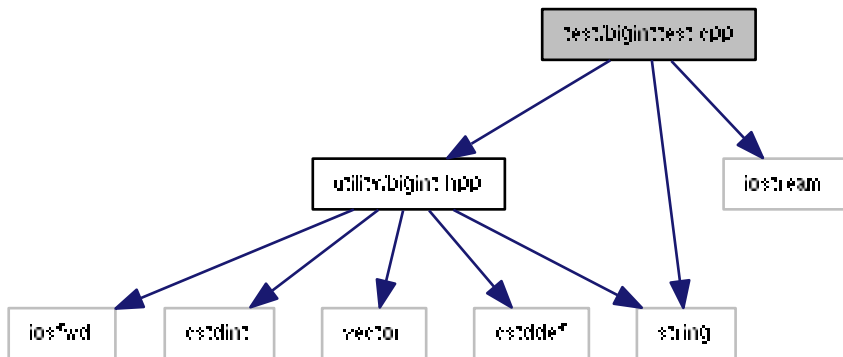 test/biginttest.cpp
utility/bigint.hpp
iostream
iosfwd
cstdint
vector
cstddef
string